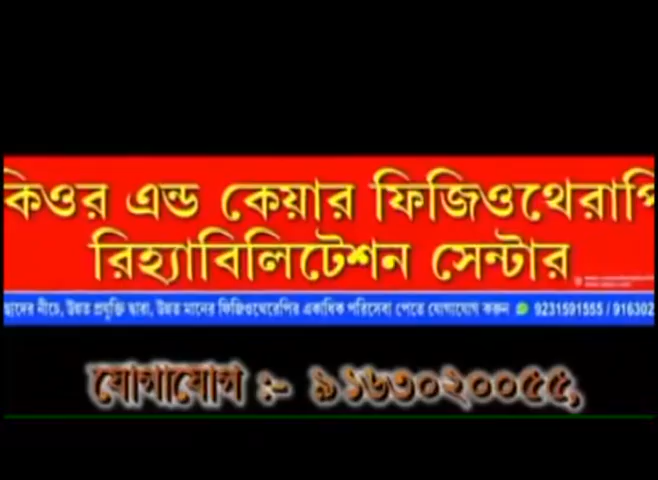 কিওর এন্ড কেয়ার ফিজিওথেরাপি
রিহ্যাবিলিটেশন সেন্টার
ছাদের নীচে, উন্নত প্রযুক্তি দ্বারা, উন্নত মানের ফিজিওথেরেপির একাধিক পরিসেবা পেতে যোগাযোগ করুন 9231591555 / 916302
যোগাযোগ :- ৯১৬৩০২০০৫৫,